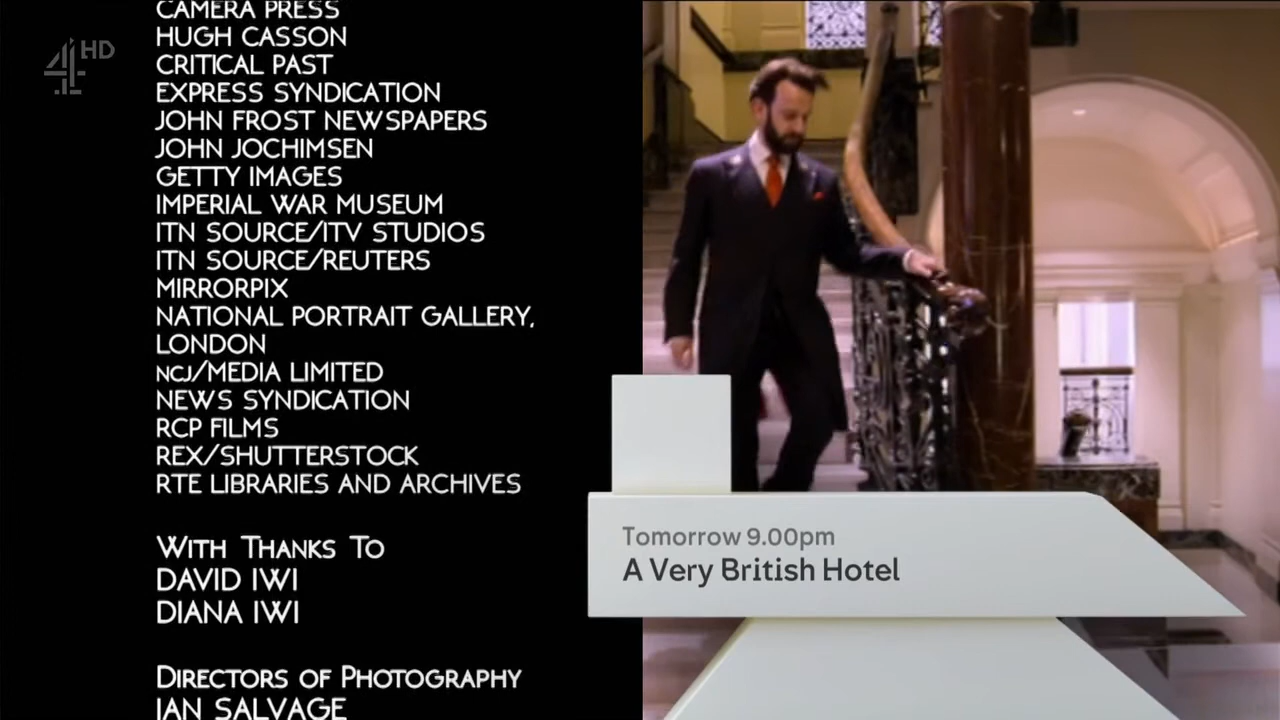 HD
CAMERA PRESS
HUGH CASSON
CRITICAL PAST
EXPRESS SYNDICATION
JOHN FROST NEWSPAPERS
JOHN JOCHIMSEN
GETTY IMAGES
IMPERIAL WAR MUSEUM
ITN SOURCE/ITV STUDIOS
ITN SOURCE/REUTERS
MIRRORPIX
NATIONAL PORTRAIT GALLERY,
LONDON
NCJ/MEDIA LIMITED
NEWS SYNDICATION
RCP FILMS
REX/SHUTTERSTOCK
RTE LIBRARIES AND ARCHIVES
WITH THANKS TO
DAVID IWI
DIANA IWI
DIRECTORS OF PHOTOGRAPHY
IAN SALVAGE
Tomorrow 9.00pm
A Very British Hotel